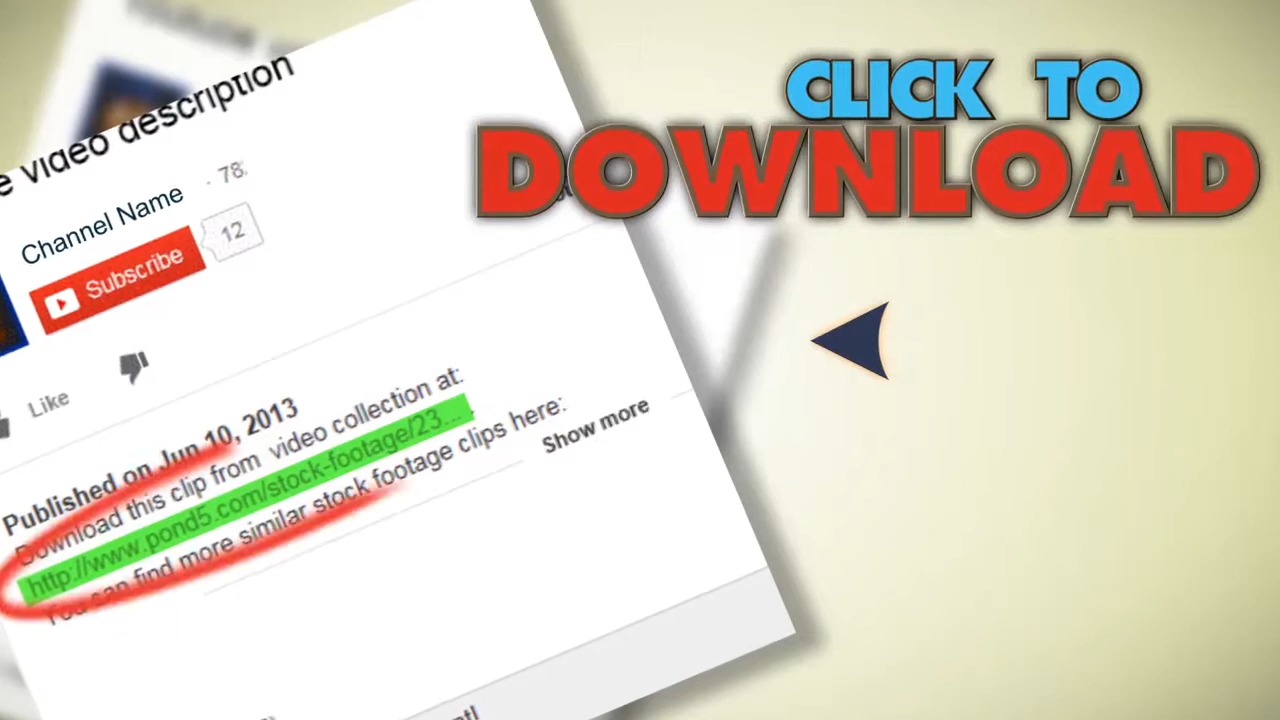 CLICK TO
DOWNLOAD
e video description
Channel Name
78
Subscribe
12
Like
Published on Jun 10, 2013
Download this clip from video collection at:
http://www.pond5.com/stock-footage/23...
You can find more similar stock footage clips here:
Show more